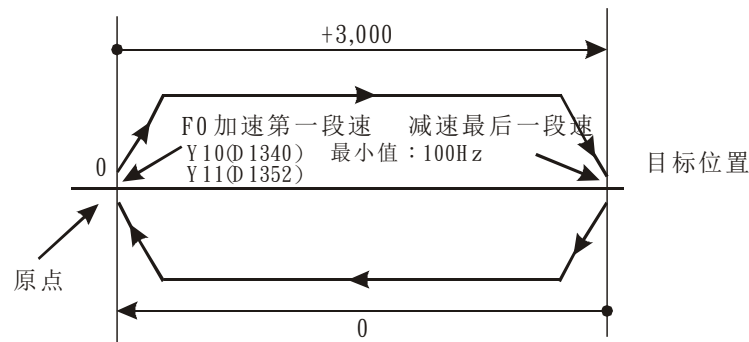 +3,000
F0加速第一段速 减速最后一段速
Y10(D1340) 最小值：100Hz
Y11(D1352)
0
目标位置
原点
0